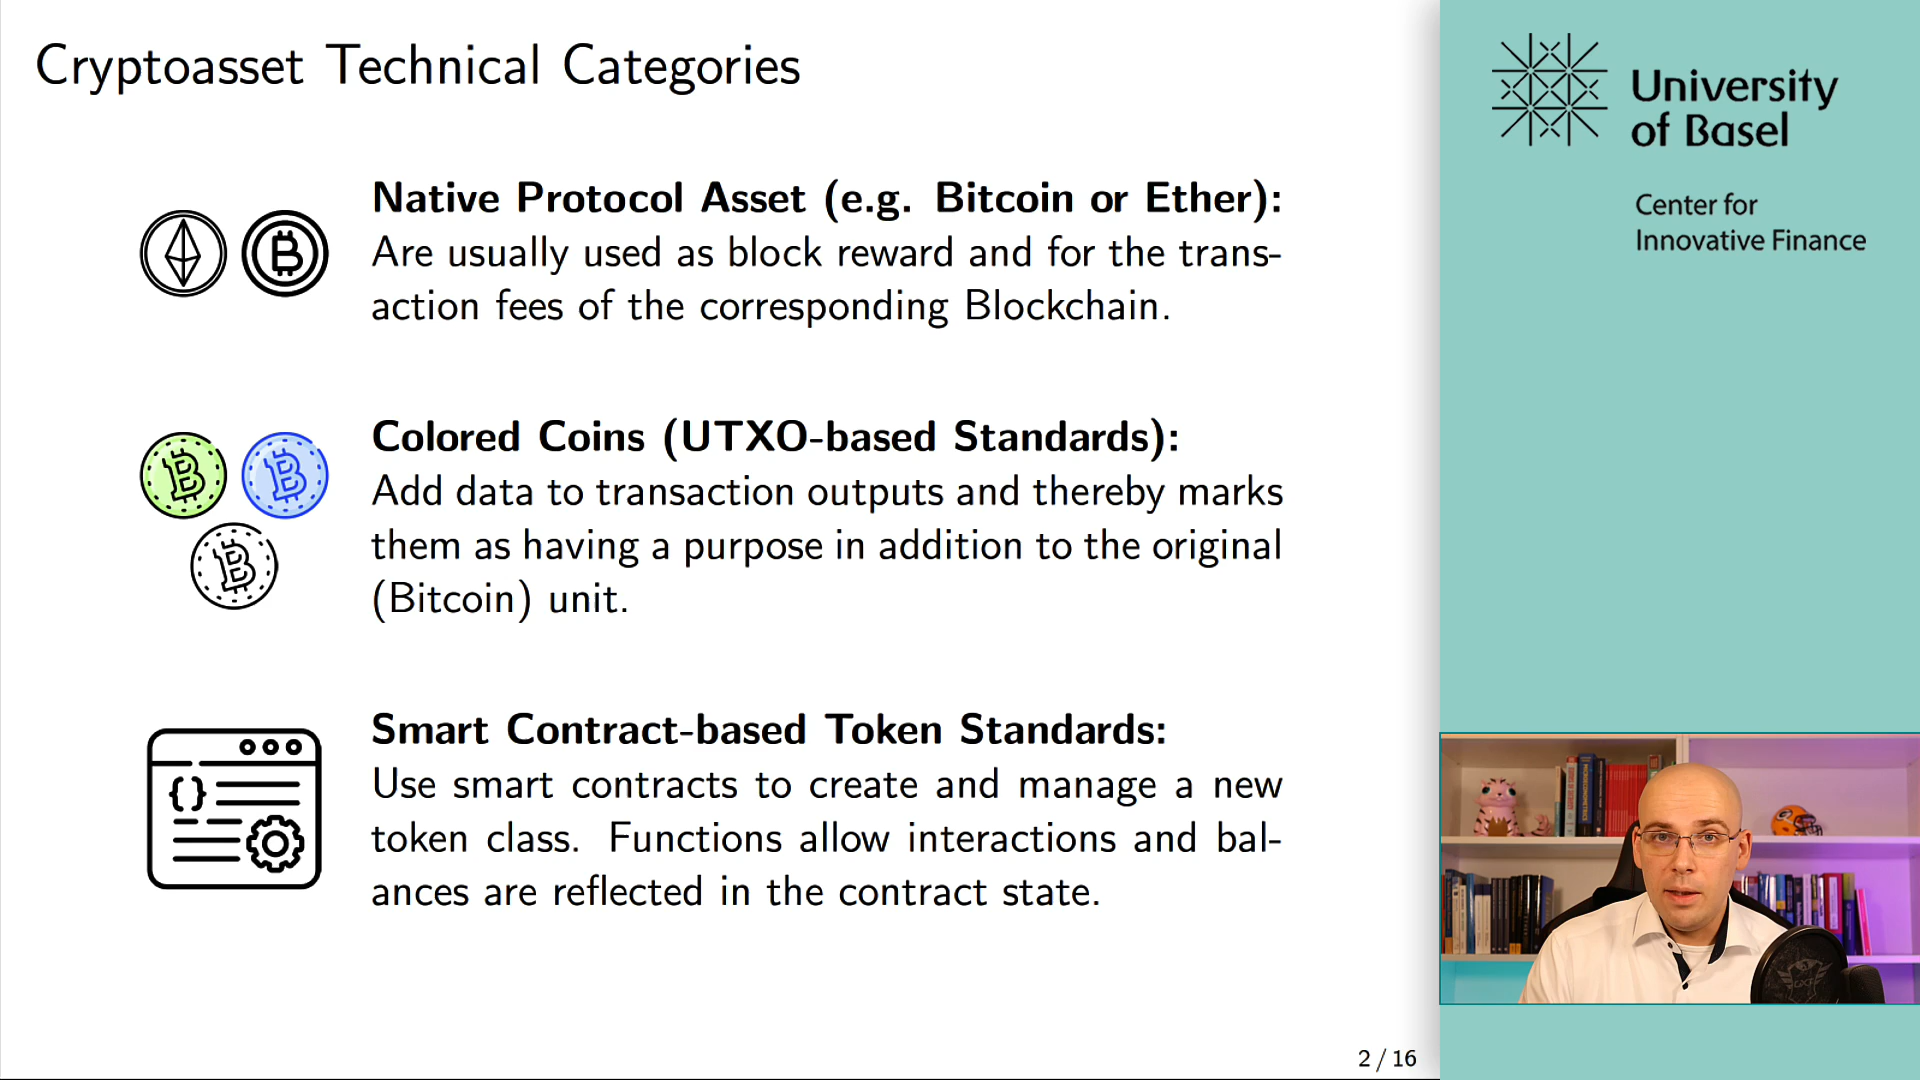 Cryptoasset Technical Categories
Native Protocol Asset (e.g. Bitcoin or Ether):
Are usually used as block reward and for the trans-
action fees of the corresponding Blockchain.
Colored Coins (UTXO-based Standards):
Add data to transaction outputs and thereby marks
them as having a purpose in addition to the original
(Bitcoin) unit.
Smart Contract-based Token Standards:
Use smart contracts to create and manage a new
token class. Functions allow interactions and bal-
ances are reflected in the contract state.
2 / 16
University
of Basel
Center for
Innovative Finance